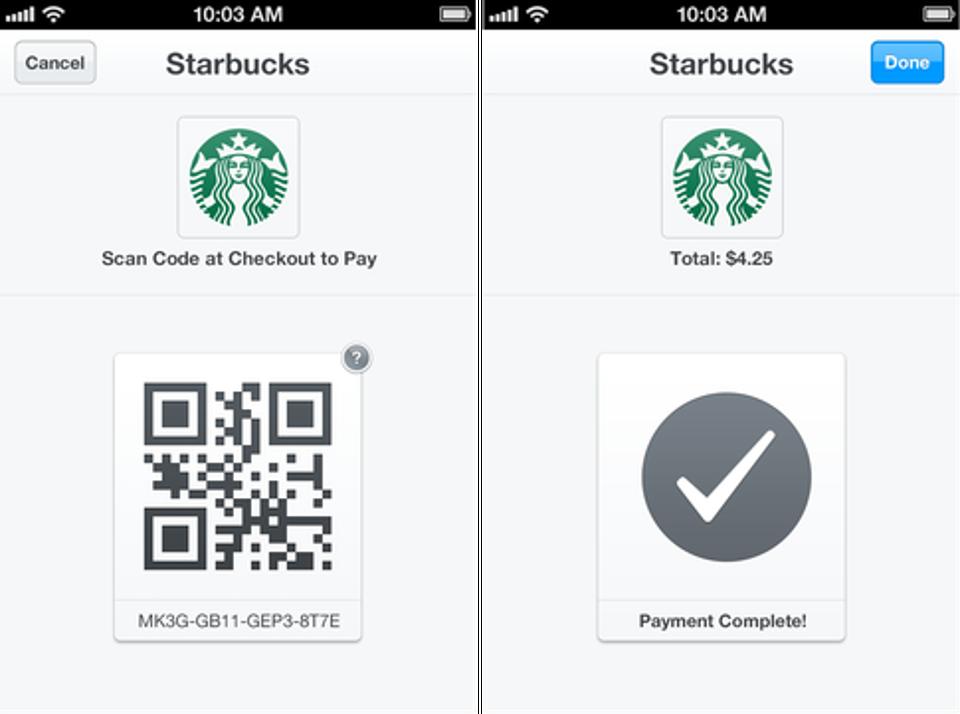 10:03 AM
Cancel
Starbucks
Scan Code at Checkout to Pay
?
MK3G-GB11-GEP3-8T7E
10:03 AM
Starbucks
Done
Total: $4.25
Payment Complete!